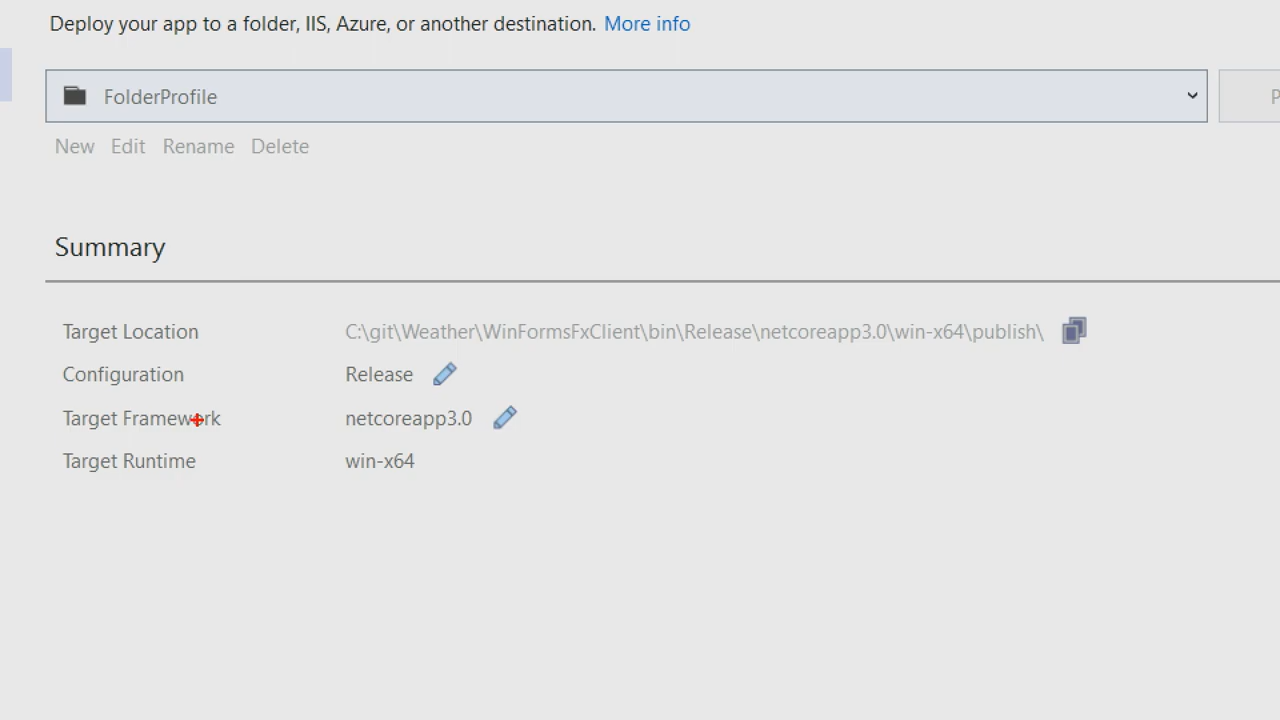 Deploy your app to a folder, IIS, Azure, or another destination. More info
FolderProfile
New Edit Rename Delete
Summary
Target Location C:\git\Weather\WinFormsFxClient\bin\Release\netcoreapp3.0\win-x64\publish\
Configuration Release
Target Framework netcoreapp3.0
Target Runtime win-x64